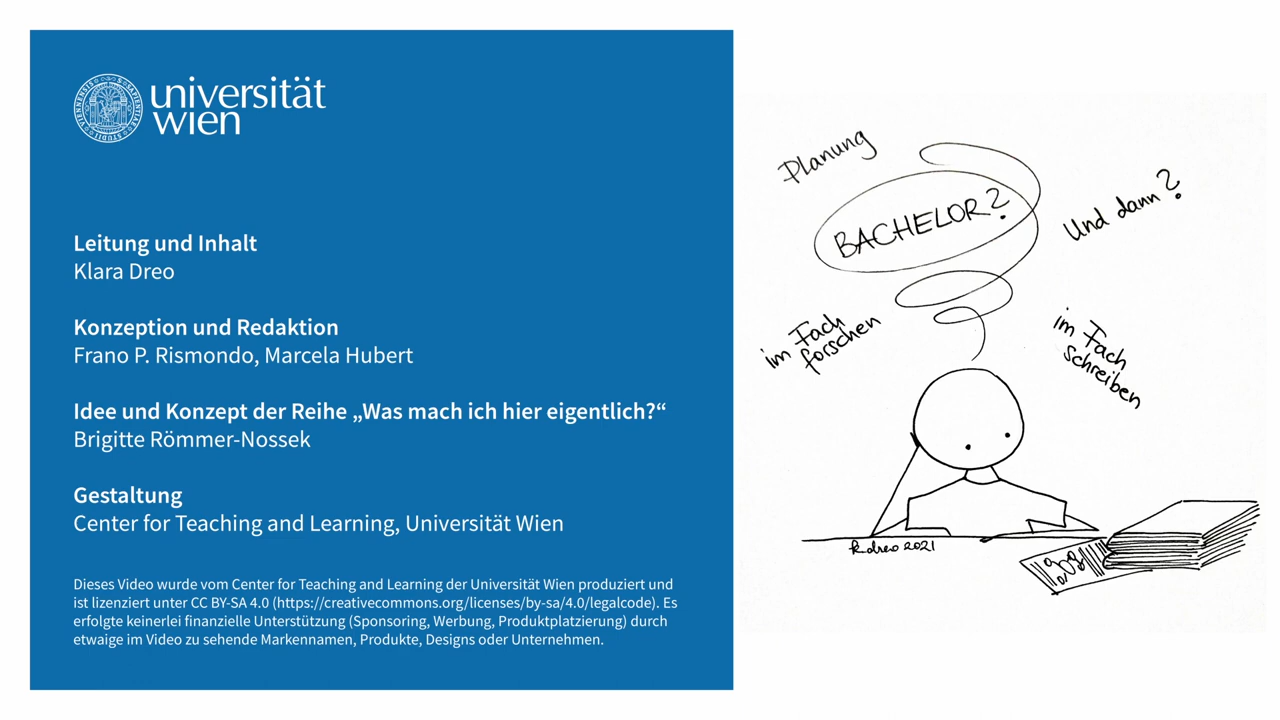 universität
wien
Leitung und Inhalt
Klara Dreo
Konzeption und Redaktion
Frano P. Rismondo, Marcela Hubert
Idee und Konzept der Reihe „Was mach ich hier eigentlich?“
Brigitte Römmer-Nossek
Gestaltung
Center for Teaching and Learning, Universität Wien
Dieses Video wurde vom Center for Teaching and Learning der Universität Wien produziert und
ist lizenziert unter CC BY-SA 4.0 (https://creativecommons.org/licenses/by-sa/4.0/legalcode). Es
erfolgte keinerlei finanzielle Unterstützung (Sponsoring, Werbung, Produktplatzierung) durch
etwaige im Video zu sehende Markennamen, Produkte, Designs oder Unternehmen.
Planung
BACHELOR?
Und dann?
im Fach
forschen
im Fach
schreiben
k. dreo 2021